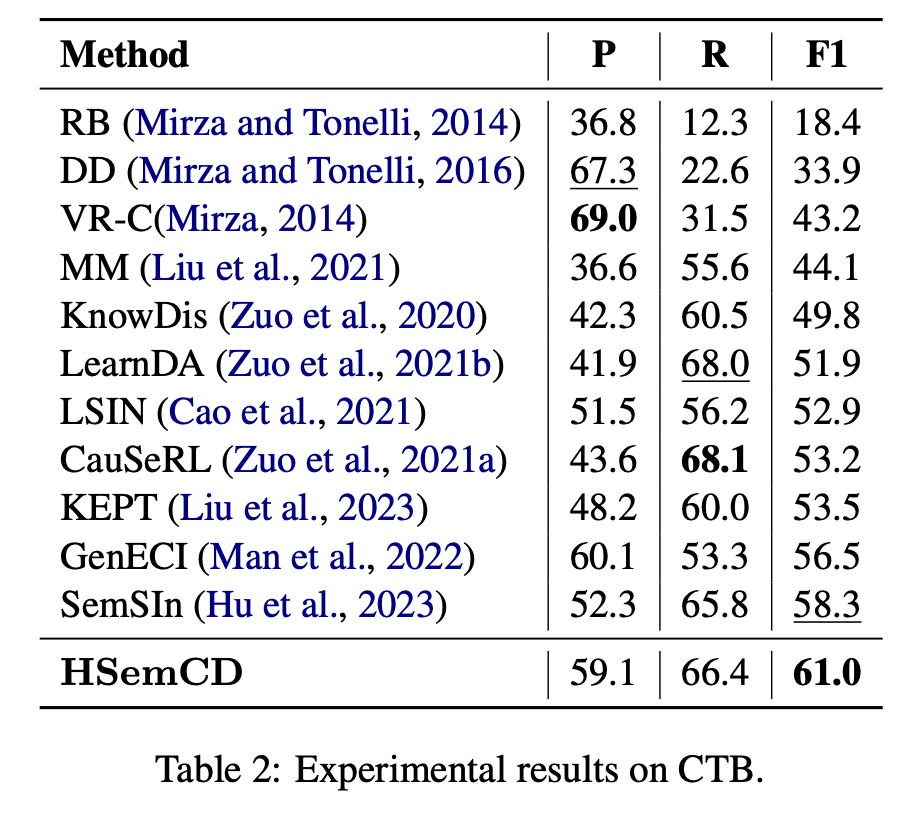 Method P R F1
RB (Mirza and Tonelli, 2014) 36.8 12.3 18.4
DD (Mirza and Tonelli, 2016) 67.3 22.6 33.9
VR-C(Mirza, 2014) 69.0 31.5 43.2
MM (Liu et al., 2021) 36.6 55.6 44.1
KnowDis (Zuo et al., 2020) 42.3 60.5 49.8
LearnDA (Zuo et al., 2021b) 41.9 68.0 51.9
LSIN (Cao et al., 2021) 51.5 56.2 52.9
CauSeRL (Zuo et al., 2021a) 43.6 68.1 53.2
KEPT (Liu et al., 2023) 48.2 60.0 53.5
GenECI (Man et al., 2022) 60.1 53.3 56.5
SemSIn (Hu et al., 2023) 52.3 65.8 58.3
HSemCD 59.1 66.4 61.0
Table 2: Experimental results on CTB.